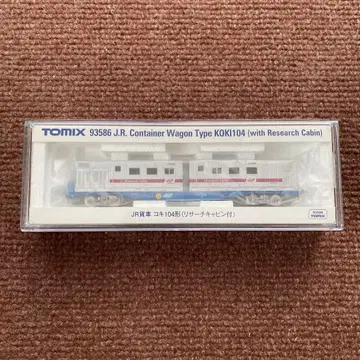 TOMIX 93586 J.R. Container Wagon Type KOKI104 (with Research Cabin)
JR貨車 コキ104形(リサーチキャビン付)